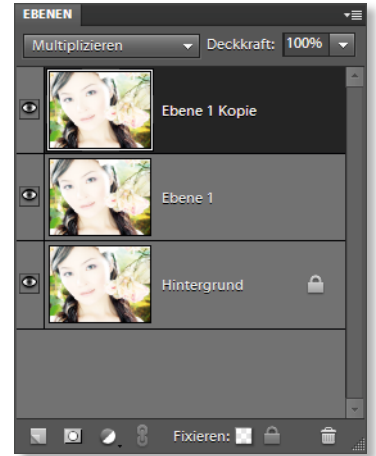 EBENEN
Multiplizieren Deckkraft: 100%
Ebene 1 Kopie
Ebene 1
Hintergrund
Fixieren: